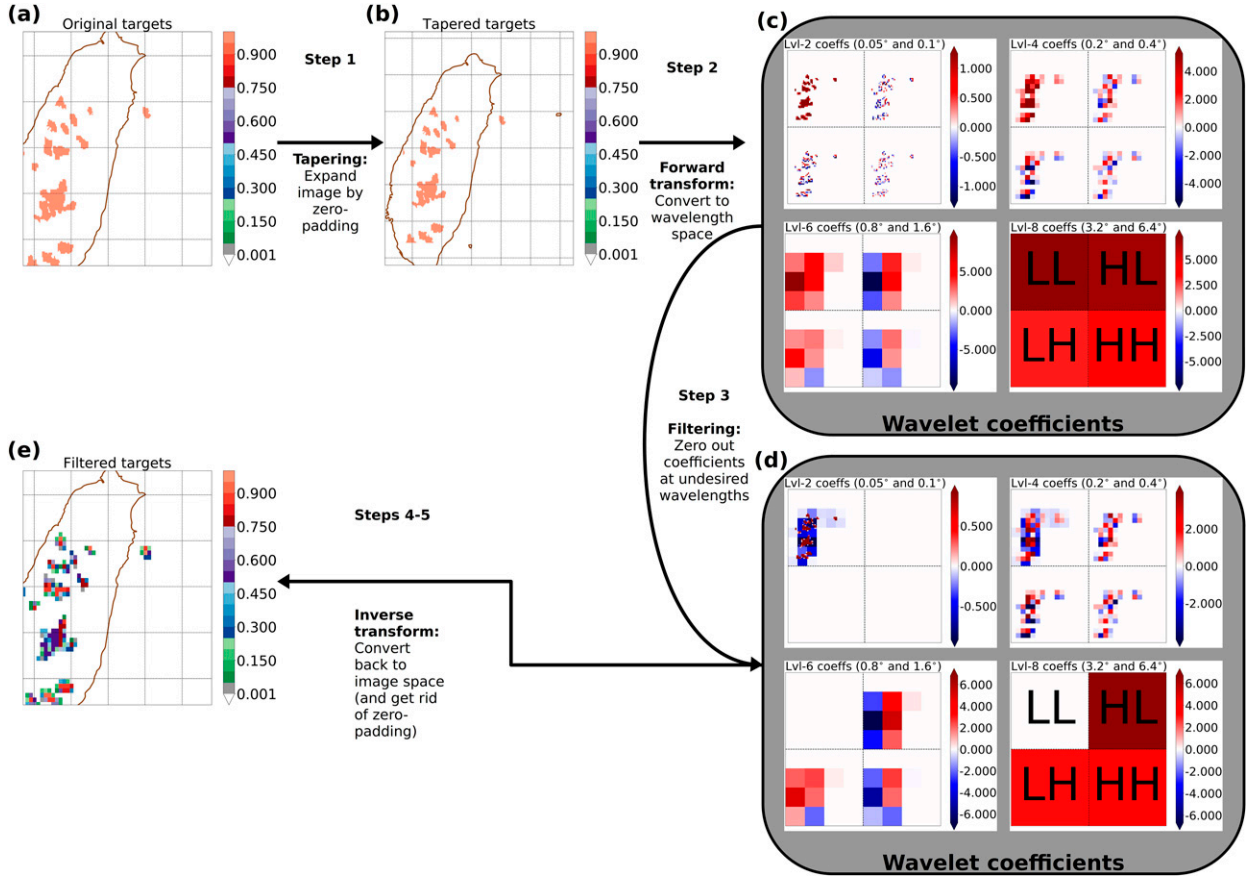 (a)
Original targets
0.900
0.750
0.600
0.450
0.300
0.150
0.001
Step 1
Tapering:
Expand
image by
zero-
padding
(b)
Tapered targets
0.900
0.750
0.600
0.450
0.300
0.150
0.001
Step 2
Forward
transform:
Convert to
wavelength
space
(c)
Lvl-2 coeffs (0.05° and 0.1°)
1.000
0.500
0.000
-0.500
-1.000
Lvl-4 coeffs (0.2° and 0.4°)
4.000
2.000
0.000
-2.000
-4.000
Lvl-6 coeffs (0.8° and 1.6°)
5.000
0.000
-5.000
Lvl-8 coeffs (3.2° and 6.4°)
LL HL
LH HH
5.000
2.500
0.000
-2.500
-5.000
Wavelet coefficients
Step 3
Filtering:
Zero out
coefficients
at undesired
wavelengths
(d)
Lvl-2 coeffs (0.05° and 0.1°)
0.500
0.000
-0.500
Lvl-4 coeffs (0.2° and 0.4°)
2.000
0.000
-2.000
Lvl-6 coeffs (0.8° and 1.6°)
6.000
4.000
2.000
0.000
-2.000
-4.000
-6.000
Lvl-8 coeffs (3.2° and 6.4°)
LL HL
LH HH
6.000
4.000
2.000
0.000
-2.000
-4.000
-6.000
Wavelet coefficients
Steps 4-5
Inverse
transform:
Convert
back to
image space
(and get rid
of zero-
padding)
(e)
Filtered targets
0.900
0.750
0.600
0.450
0.300
0.150
0.001